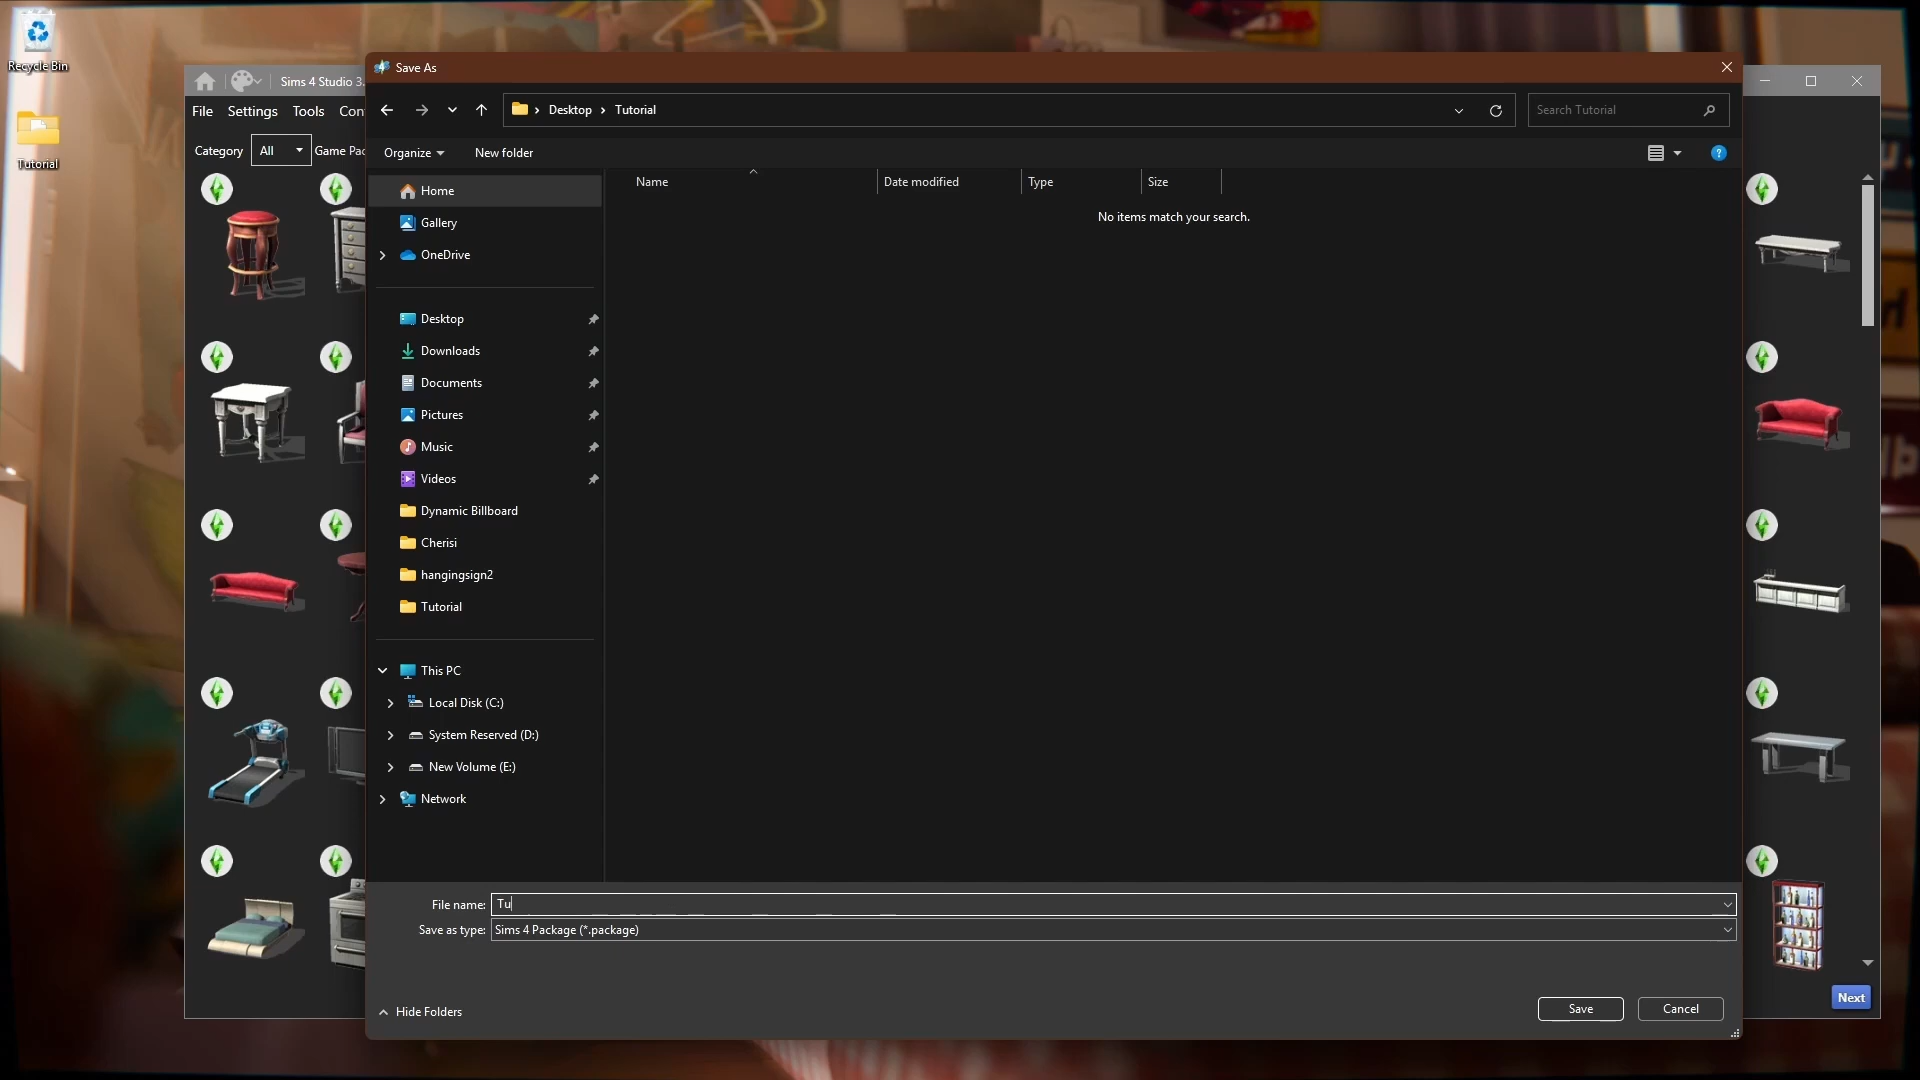 Recycle Bin
Tutorial
Sims 4 Studio 3.
File Settings Tools
Category All
Save As
Desktop Tutorial
Search Tutorial
Organize New folder
Home
Gallery
OneDrive
Desktop
Downloads
Documents
Pictures
Music
Videos
Dynamic Billboard
Cherisi
hangingsign2
Tutorial
This PC
Local Disk (C:)
System Reserved (D:)
New Volume (E:)
Network
Name Date modified Type Size
No items match your search.
File name: Tu
Save as type: Sims 4 Package (*.package)
Hide Folders
Save Cancel
Next